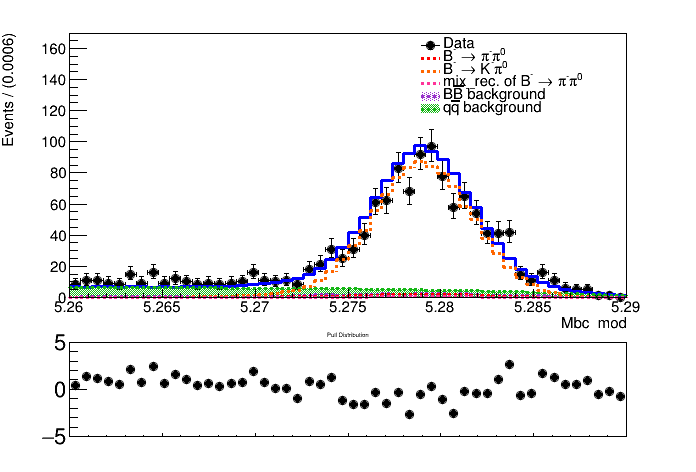 Events / (0.0006)
160
140
120
100
80
60
40
20
0
Data
B⁻ → π⁻π⁰
B⁻ → K⁻π⁰
mix_rec. of B⁻ → π⁻π⁰
BB background
qq background
5.26 5.265 5.27 5.275 5.28 5.285 5.29
Mbc mod
Pull Distribution
5
0
−5